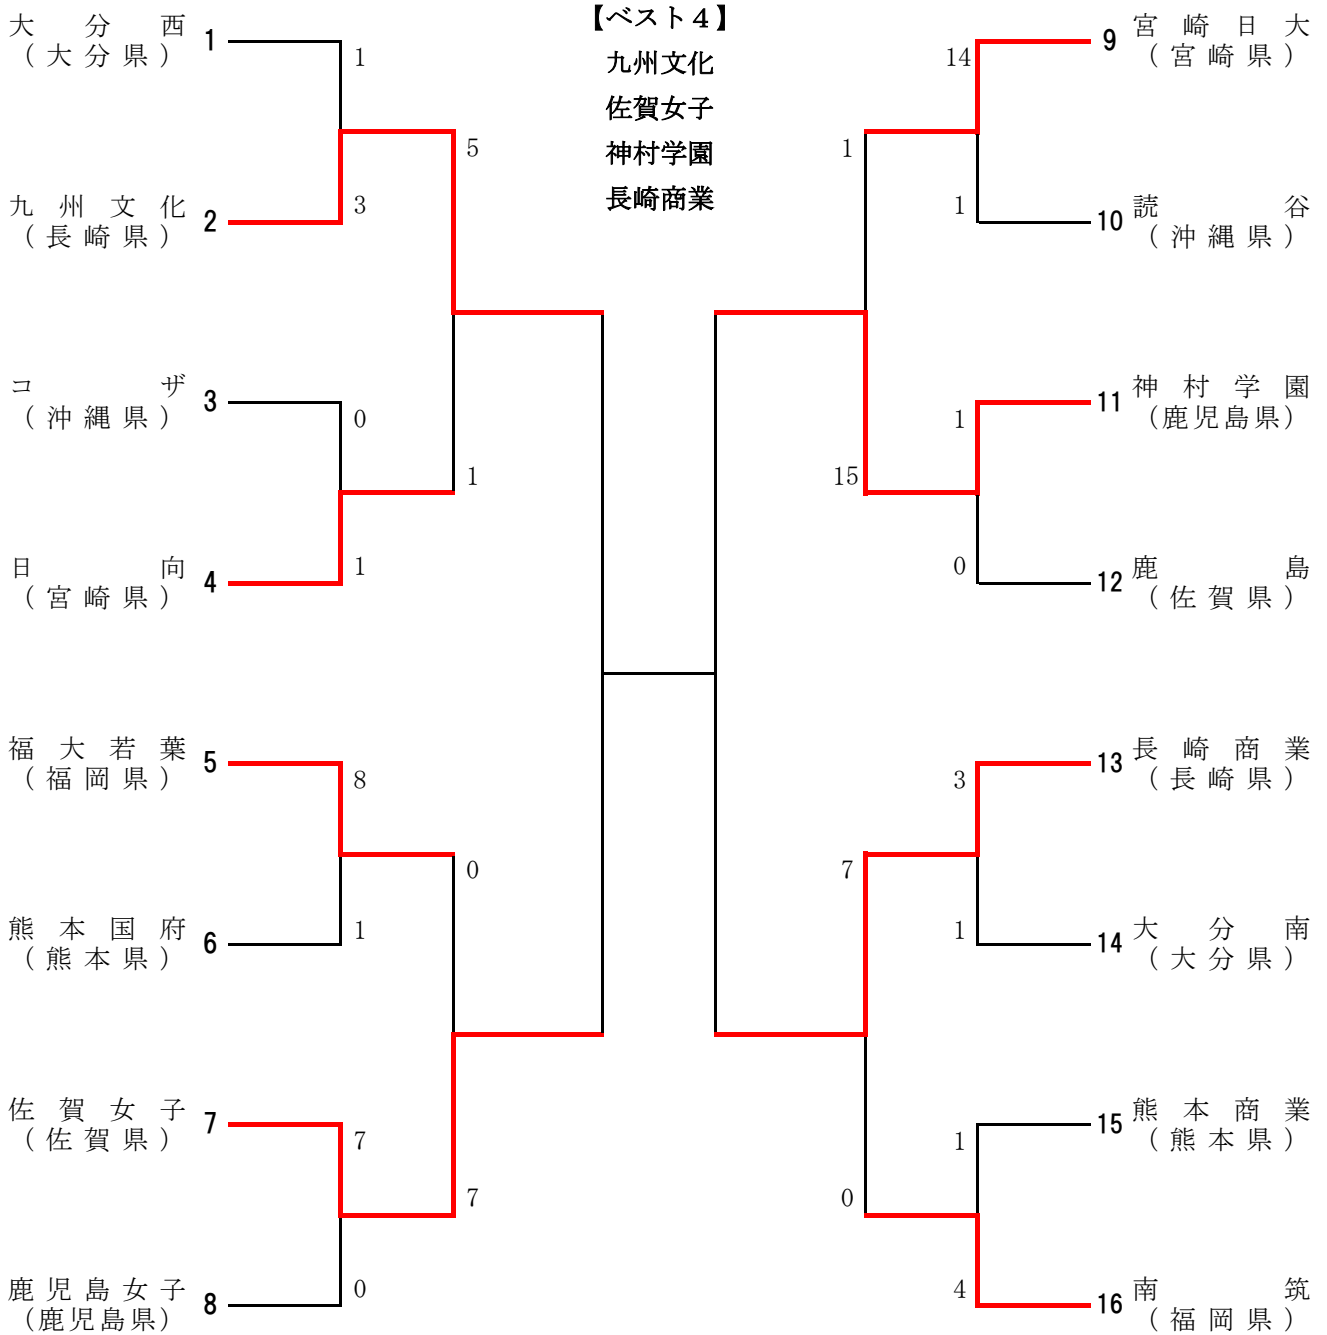 【ベスト４】
九州文化
佐賀女子
神村学園
長崎商業
大分西
（大分県）
1
1
九州文化
（長崎県）
2
3
5
コザ
（沖縄県）
3
0
日向
（宮崎県）
4
1
1
福大若葉
（福岡県）
5
8
0
熊本国府
（熊本県）
6
1
佐賀女子
（佐賀県）
7
7
7
鹿児島女子
（鹿児島県）
8
0
14
9
宮崎日大
（宮崎県）
1
1
10
読谷
（沖縄県）
1
11
神村学園
（鹿児島県）
15
0
12
鹿島
（佐賀県）
3
13
長崎商業
（長崎県）
7
1
14
大分南
（大分県）
1
15
熊本商業
（熊本県）
0
4
16
南筑
（福岡県）